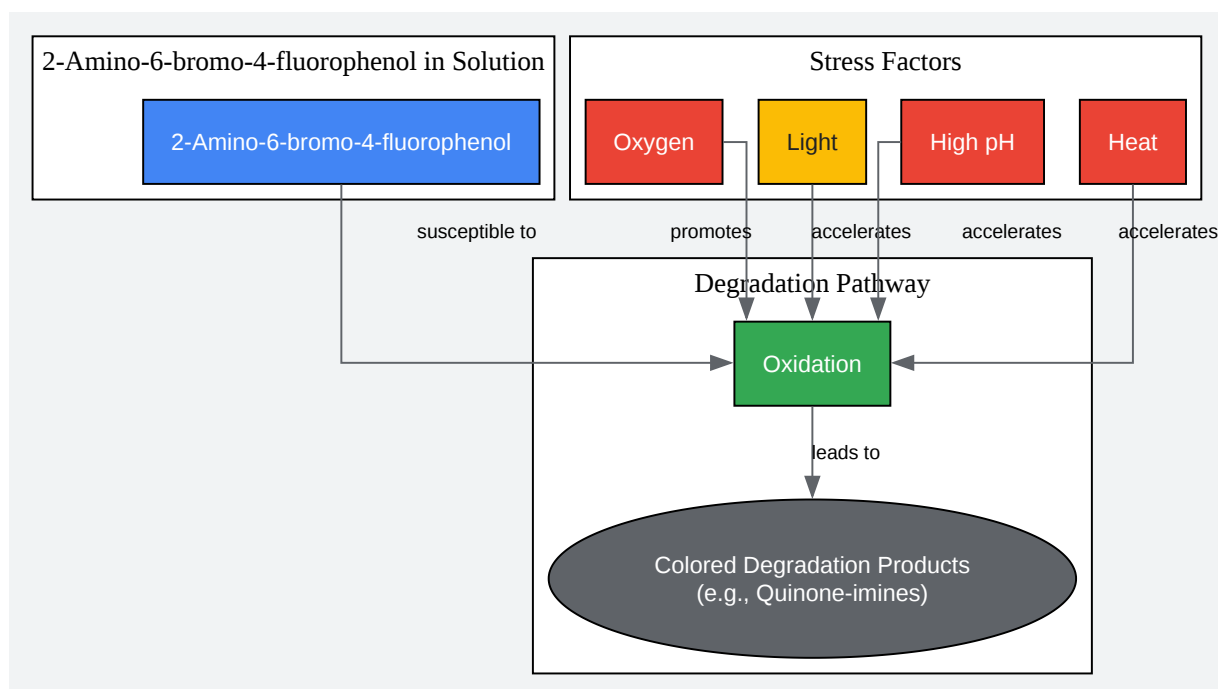 2-Amino-6-bromo-4-fluorophenol in Solution
Stress Factors
2-Amino-6-bromo-4-fluorophenol
Oxygen
Light
High pH
Heat
susceptible to
promotes
accelerates
accelerates
accelerates
Degradation Pathway
Oxidation
leads to
Colored Degradation Products
(e.g., Quinone-imines)